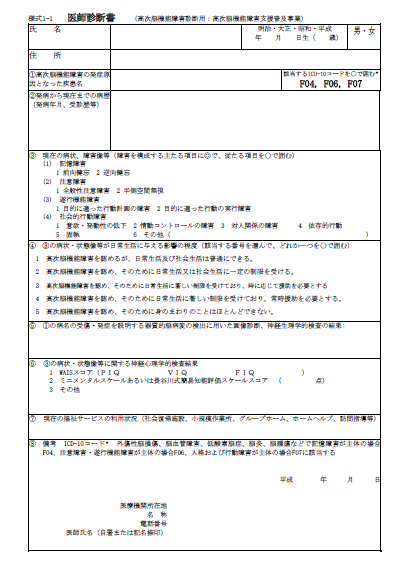 様式1-1 医師診断書 (高次脳機能障害診断用：高次脳機能障害支援普及事業)
氏 名
明治・大正・昭和・平成
年 月 日生（ 歳）
男・女
住 所
①高次脳機能障害の発症原因となった疾患名
該当するICD-10コードを○で囲む*
F04, F06, F07
②発病から現在までの病歴
（発病年月、受診歴等）
③ 現在の病状、障害像等（障害を構成する主たる項目に◎で、従たる項目を○で囲む）
(1) 記憶障害
1 前向健忘 2 逆向健忘
(2) 注意障害
1 全般性注意障害 2 半側空間無視
(3) 遂行機能障害
1 目的に適った行動計画の障害 2 目的に適った行動の実行障害
(4) 社会的行動障害
1 意欲・発動性の低下 2 情動コントロールの障害 3 対人関係の障害 4 依存的行動
5 固執 6 その他（ ）
④ ③の病状・状態像等が日常生活に与える影響の程度（該当する番号を選んで、どれか一つを○で囲む）
1 高次脳機能障害を認めるが、日常生活及び社会生活は普通にできる。
2 高次脳機能障害を認め、そのために日常生活又は社会生活に一定の制限を受ける。
3 高次脳機能障害を認め、そのために日常生活に著しい制限を受けており、時に応じて援助を必要とする
4 高次脳機能障害を認め、そのために日常生活に著しい制限を受けており、常時援助を必要とする。
5 高次脳機能障害を認め、そのために身のまわりのことはほとんどできない。
⑤ ①の病名の受傷・発症を説明する器質的脳病変の検出に用いた画像診断、神経生理学的検査の結果：
⑥ ③の病状・状態像等に関する神経心理学的検査結果
1 WAISスコア（PIQ VIQ FIQ ）
2 ミニメンタルスケールあるいは長谷川式簡易知能評価スケールスコア （ 点）
3 その他
⑦ 現在の福祉サービスの利用状況（社会復帰施設、小規模作業所、グループホーム、ホームヘルプ、訪問指導等）
⑧ 備考 ICD-10コード* 外傷性脳損傷、脳血管障害、低酸素脳症、脳炎、脳腫瘍などで記憶障害が主体の場合
F04、注意障害・遂行機能障害が主体の場合F06、人格および行動障害が主体の場合F07に該当する
平成 年 月 日
医療機関所在地
名 称
電話番号
医師氏名（自署または記名捺印）